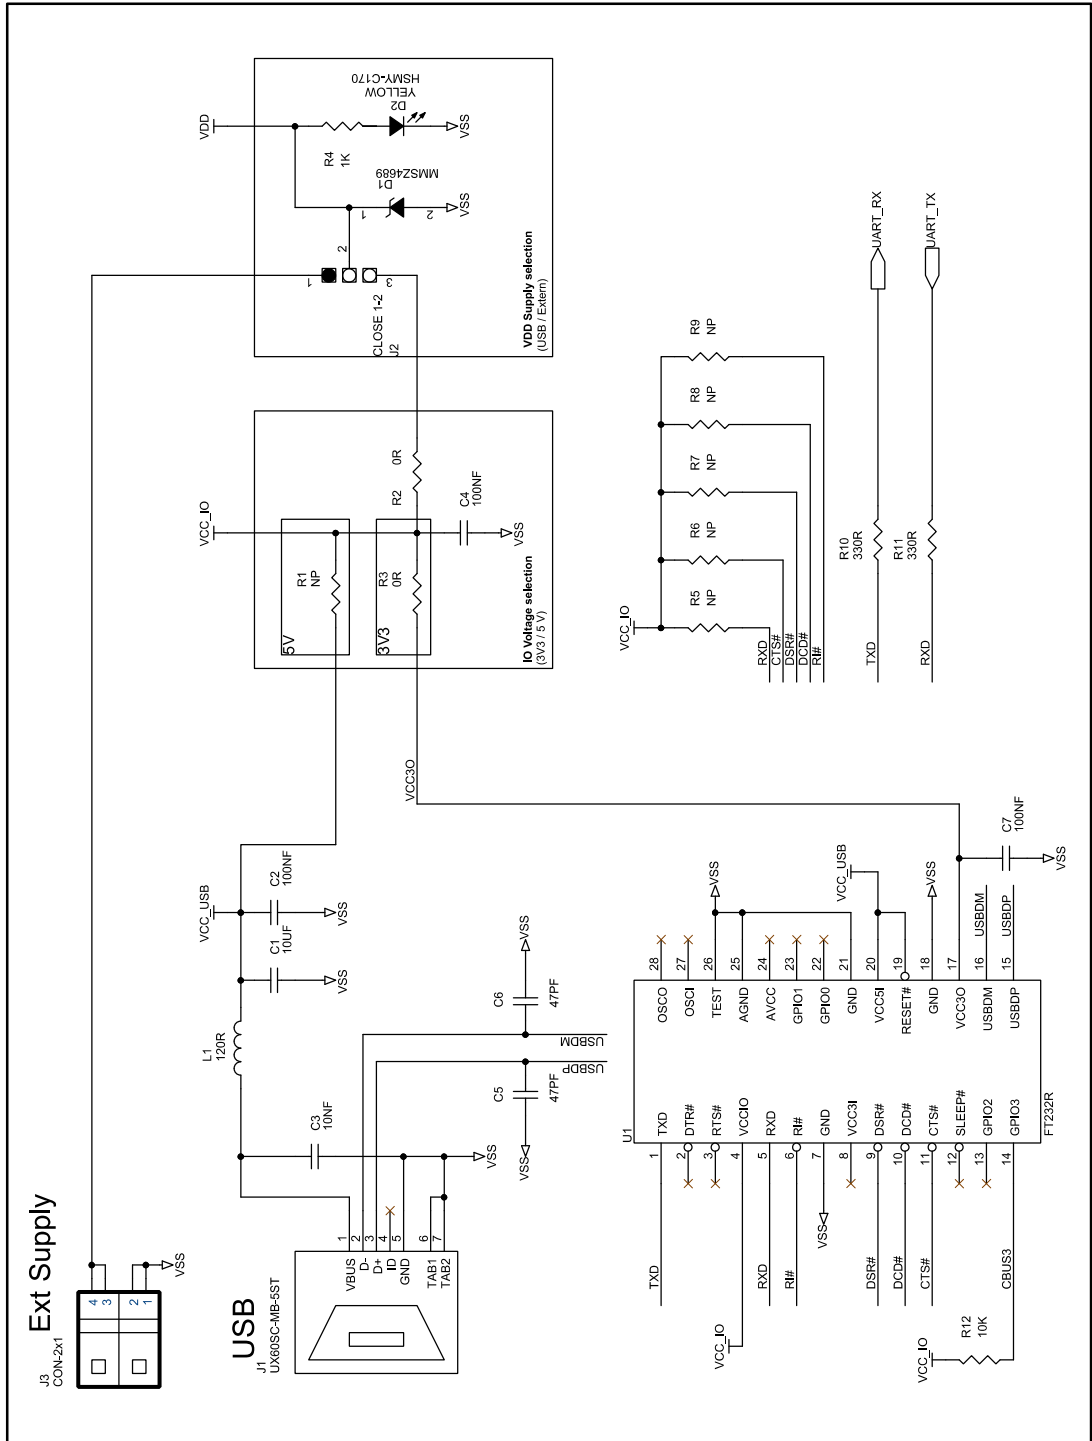 Ext Supply
J3
CON-2x1
4
3
2
1
VSS
USB
J1
UX60SC-MB-5ST
VBUS
D-
D+
ID
GND
TAB1
TAB2
1
2
3
4
5
6
7
C3
10NF
VSS
L1
120R
C1
10UF
VSS
C2
100NF
VSS
VCC_USB
C5
47PF
VSS
C6
47PF
VSS
USBDM
USBDP
VCC3O
IO Voltage selection
(3V3 / 5 V)
5V
R1
NP
3V3
R3
0R
R2
0R
C4
100NF
VSS
VCC_IO
VDD Supply selection
(USB / Extern)
J2
CLOSE 1-2
1
2
3
D1
MMSZ4689
1
2
VSS
R4
1K
D2
YELLOW
HSMY-C170
VSS
VDD
U1
FT232R
TXD
DTR#
RTS#
VCCIO
RXD
RI#
GND
VCC3I
DSR#
DCD#
CTS#
SLEEP#
GPIO2
GPIO3
1
2
3
4
5
6
7
8
9
10
11
12
13
14
OSCO
OSCI
TEST
AGND
AVCC
GPIO1
GPIO0
GND
VCC5I
RESET#
GND
VCC3O
USBDM
USBDP
28
27
26
25
24
23
22
21
20
19
18
17
16
15
TXD
VCC_IO
RXD
RI#
VSS
DSR#
DCD#
CTS#
CBUS3
R12
10K
VCC_IO
VSS
VCC_USB
VSS
USBDM
USBDP
C7
100NF
VSS
VCC_IO
R5
NP
R6
NP
R7
NP
R8
NP
R9
NP
RXD
CTS#
DSR#
DCD#
RI#
TXD
R10
330R
UART_RX
RXD
R11
330R
UART_TX